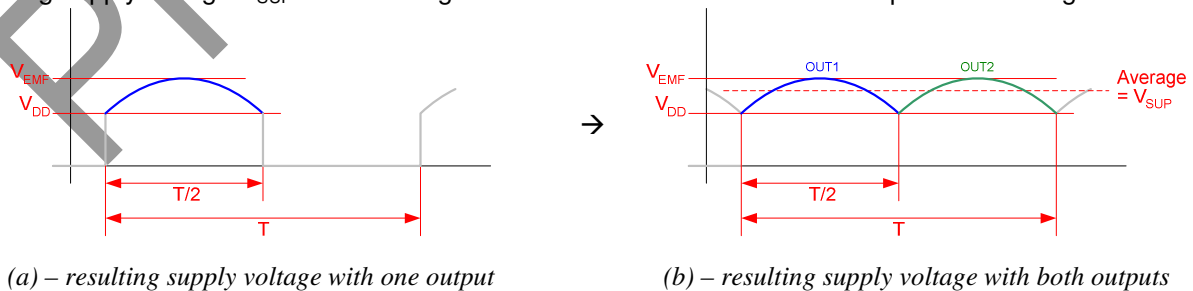 V_EMF
V_DD
T/2
T
→
OUT1
OUT2
V_EMF
V_DD
Average
= V_SUP
T/2
T
(a) – resulting supply voltage with one output
(b) – resulting supply voltage with both outputs